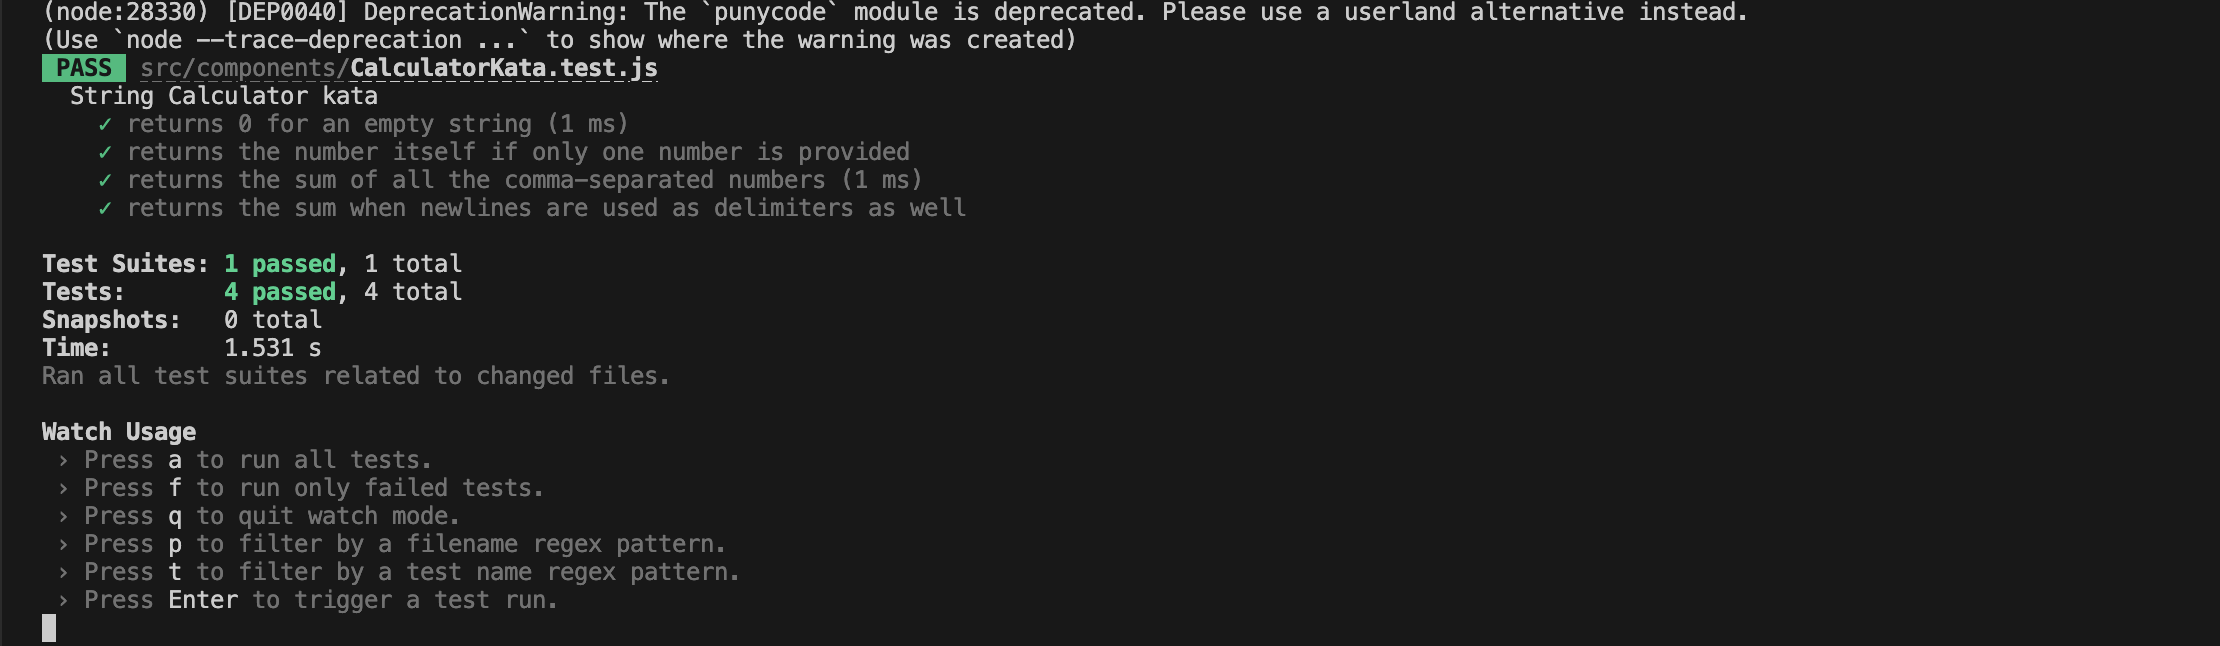 (node:28330) [DEP0040] DeprecationWarning: The `punycode` module is deprecated. Please use a userland alternative instead.
(Use `node --trace-deprecation ...` to show where the warning was created)
PASS src/components/CalculatorKata.test.js
String Calculator kata
✓ returns 0 for an empty string (1 ms)
✓ returns the number itself if only one number is provided
✓ returns the sum of all the comma-separated numbers (1 ms)
✓ returns the sum when newlines are used as delimiters as well
Test Suites: 1 passed, 1 total
Tests: 4 passed, 4 total
Snapshots: 0 total
Time: 1.531 s
Ran all test suites related to changed files.
Watch Usage
› Press a to run all tests.
› Press f to run only failed tests.
› Press q to quit watch mode.
› Press p to filter by a filename regex pattern.
› Press t to filter by a test name regex pattern.
› Press Enter to trigger a test run.